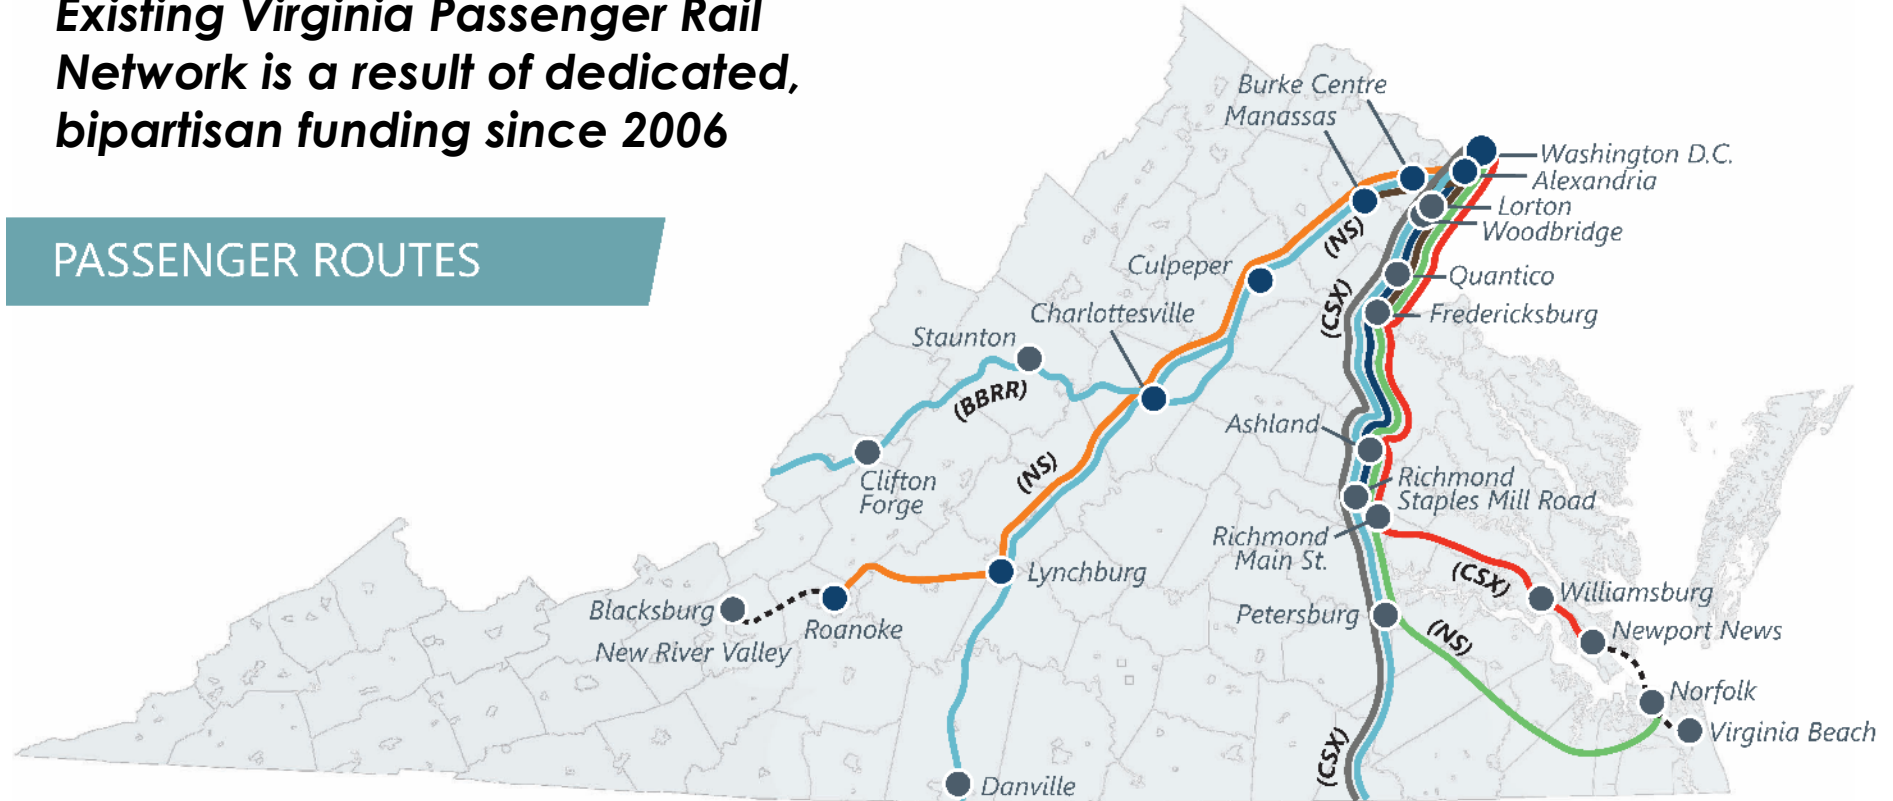 Existing Virginia Passenger Rail
Network is a result of dedicated,
bipartisan funding since 2006
PASSENGER ROUTES
Burke Centre
Manassas
Washington D.C.
Alexandria
Lorton
Woodbridge
(NS)
Culpeper
Quantico
(CSX)
Charlottesville
Fredericksburg
Staunton
(BBRR)
Ashland
(NS)
Clifton
Forge
Richmond
Staples Mill Road
Richmond
Main St.
Lynchburg
(CSX)
Williamsburg
Blacksburg
Petersburg
Roanoke
(NS)
Newport News
New River Valley
Norfolk
Virginia Beach
(CSX)
Danville